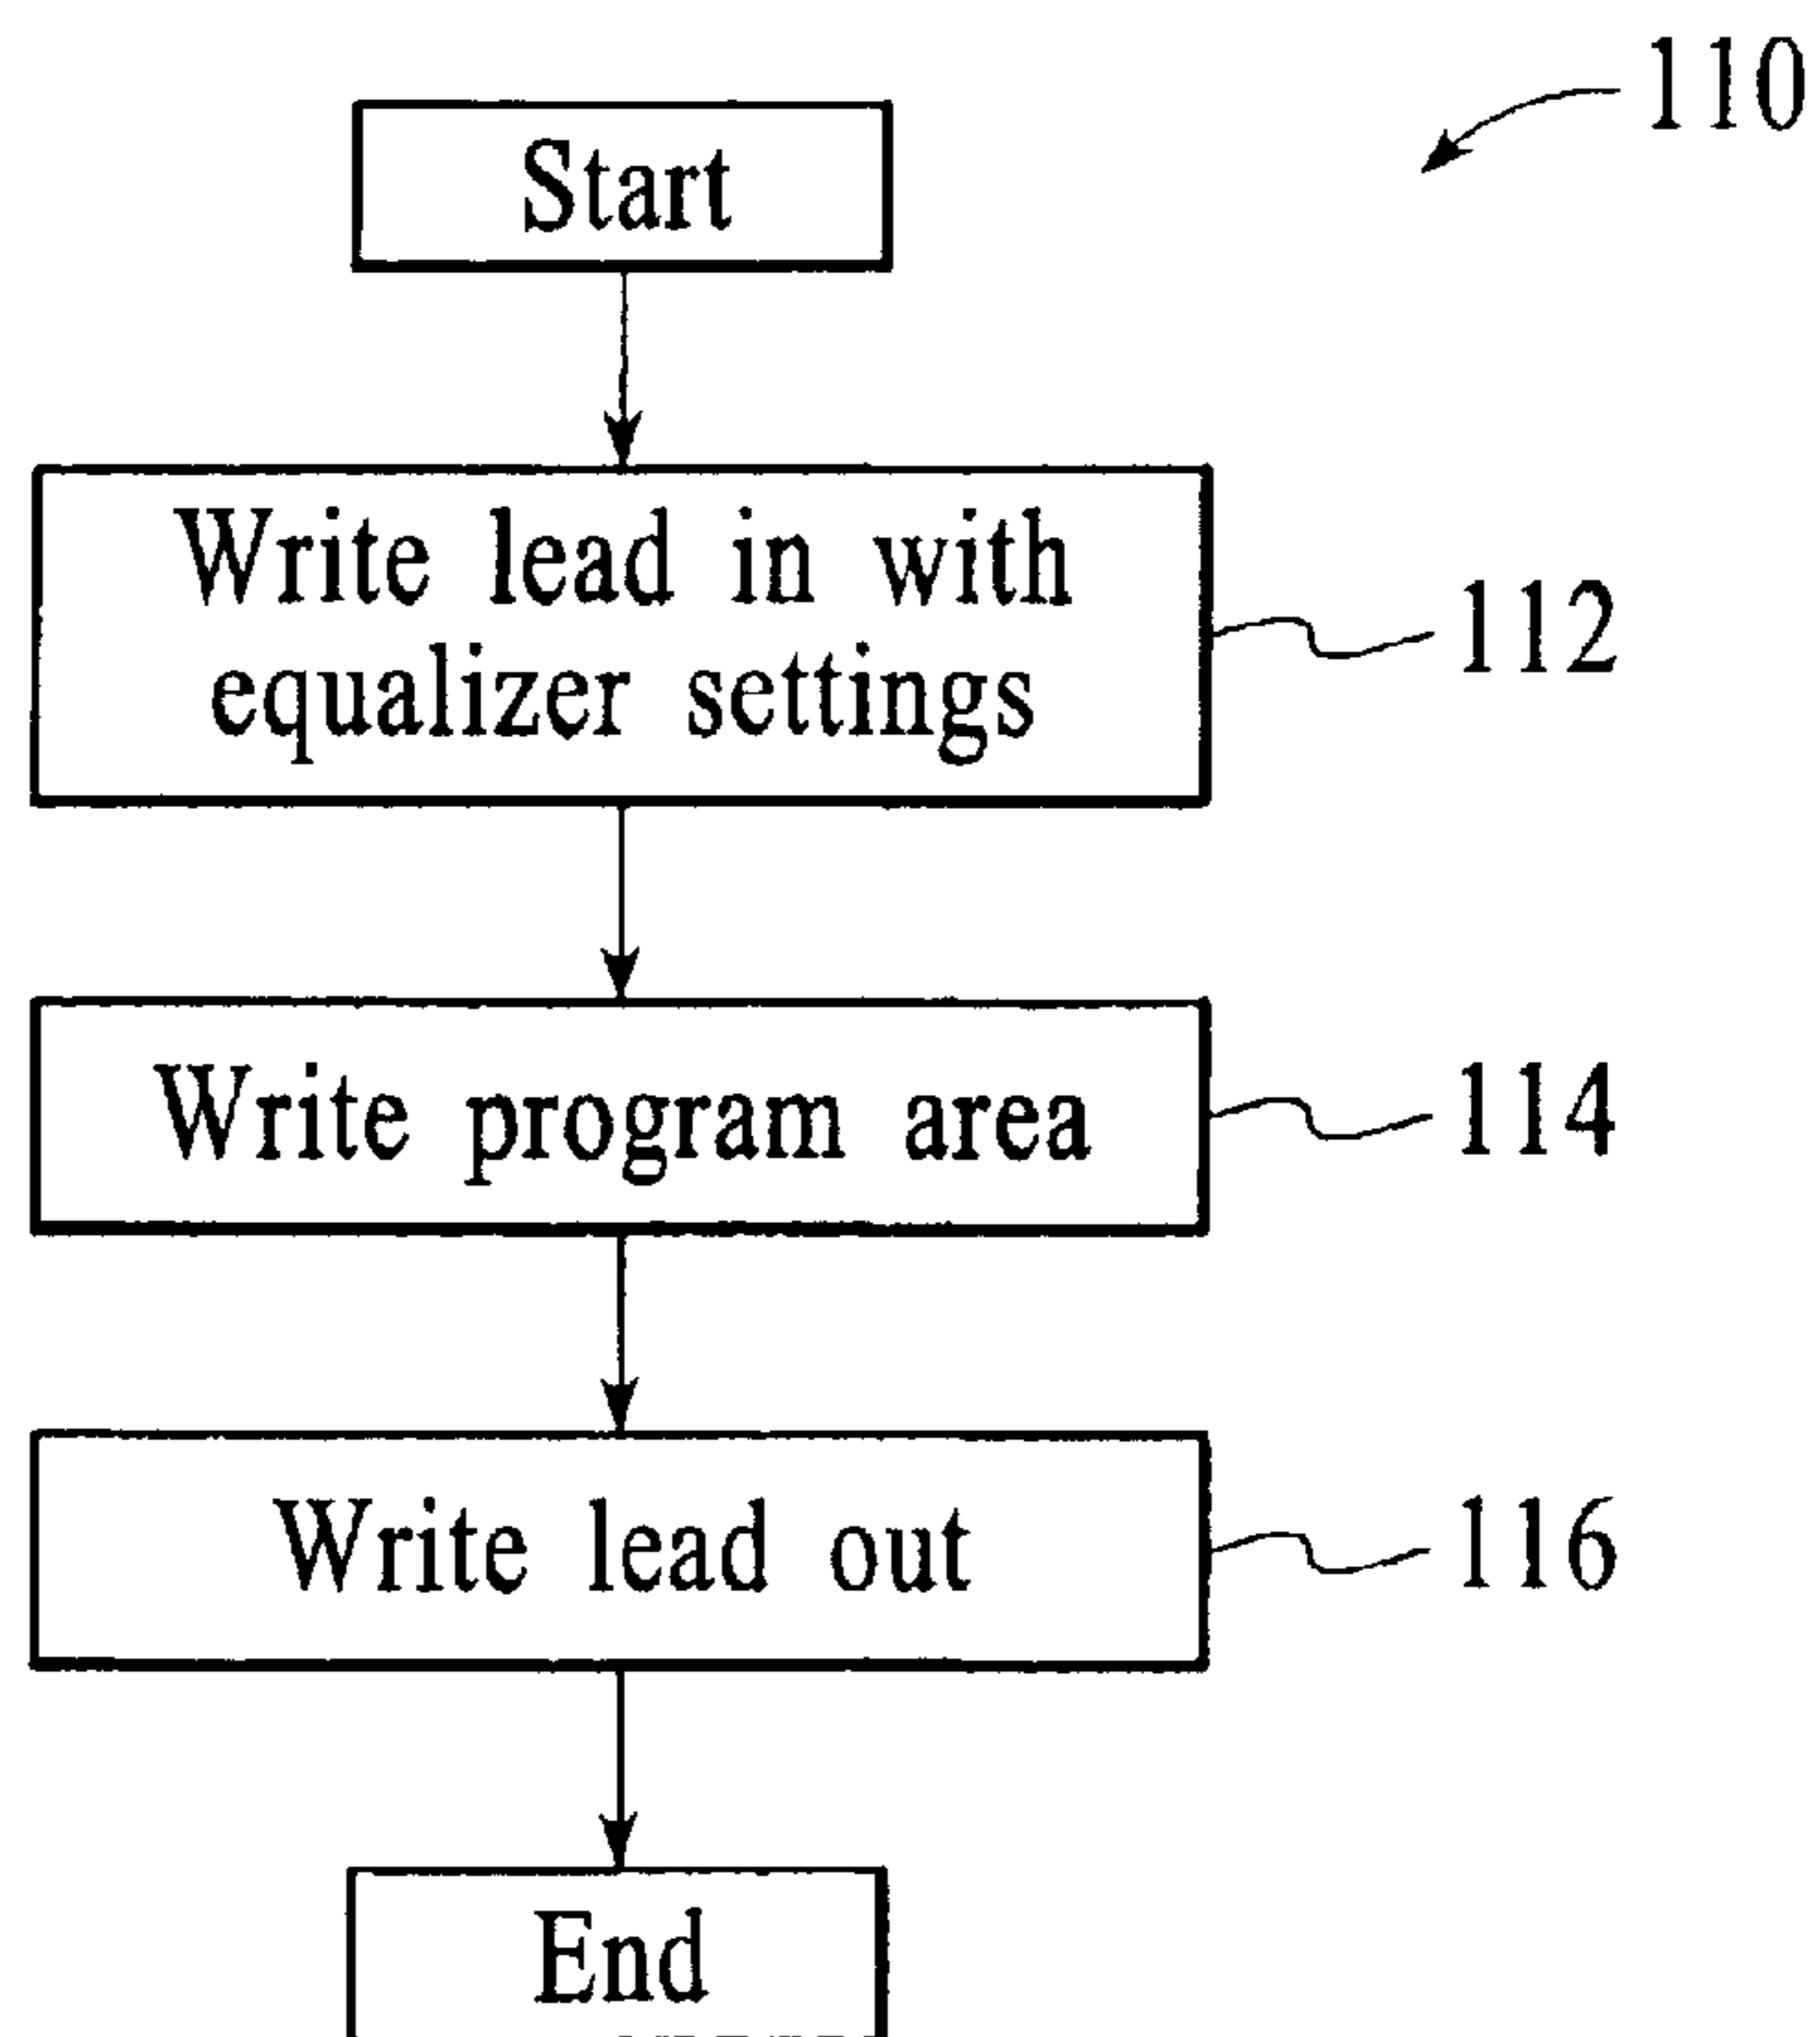 110
Start
Write lead in with
equalizer settings
112
Write program area
114
Write lead out
116
End